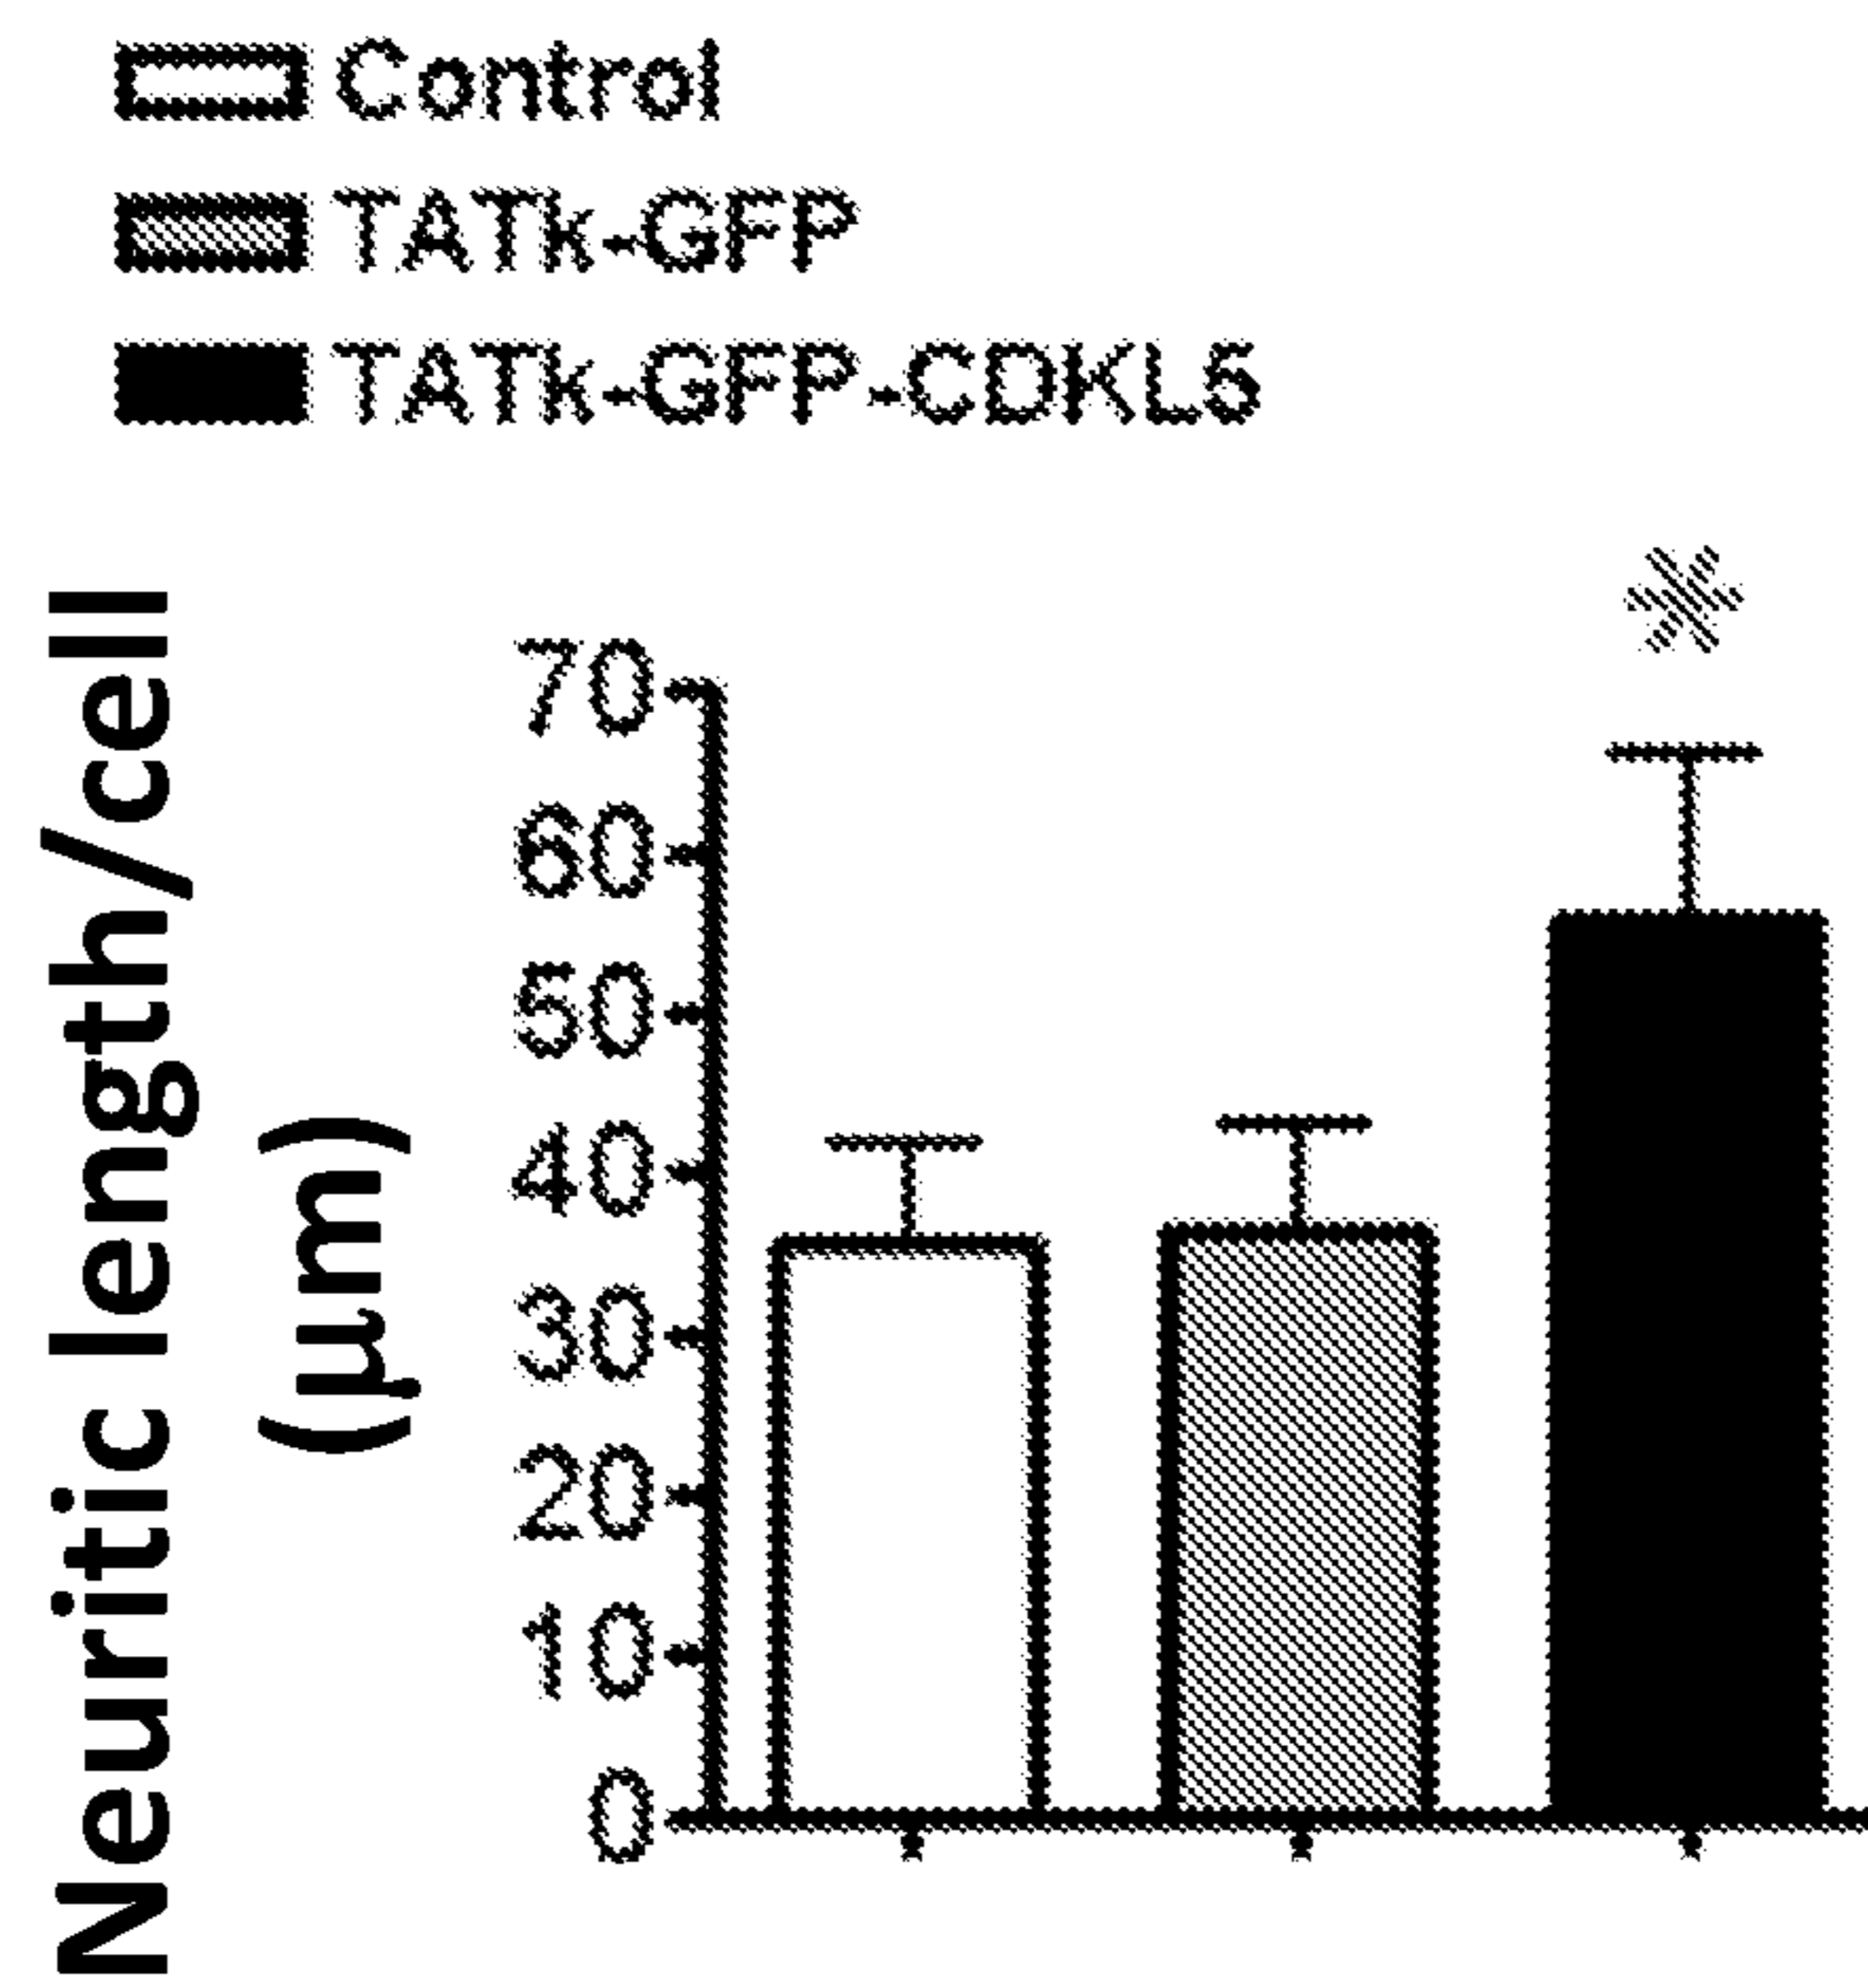 Control
TATk-GFP
TATk-GFP-CDKL5
*
Neuritic length/cell
(µm)
70
60
50
40
30
20
10
0